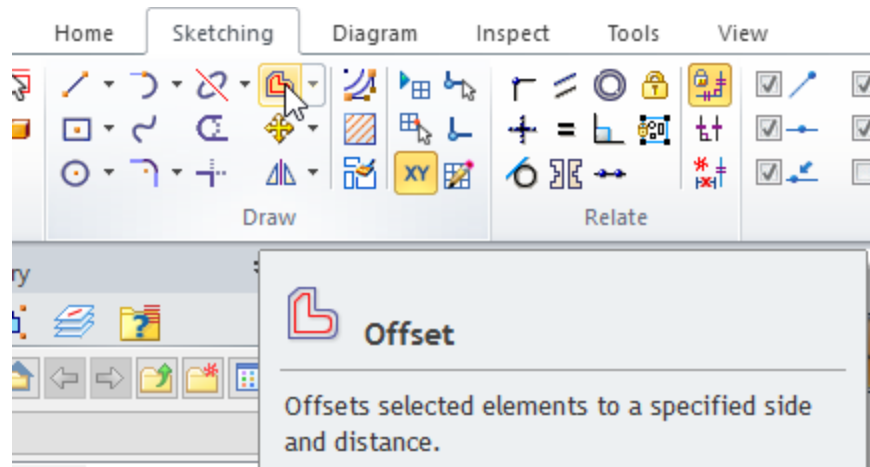 Home Sketching Diagram Inspect Tools View
XY
Draw Relate
ry
Offset
Offsets selected elements to a specified side
and distance.